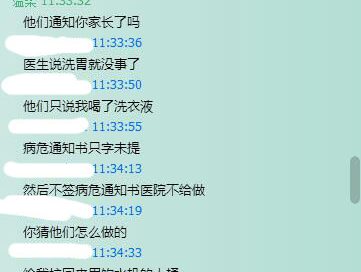 温柔 11:33:32
他们通知你家长了吗
11:33:36
医生说洗胃就没事了
11:33:50
他们只说我喝了洗衣液
11:33:55
病危通知书只字未提
11:34:13
然后不签病危通知书医院不给做
11:34:19
你猜他们怎么做的
11:34:33